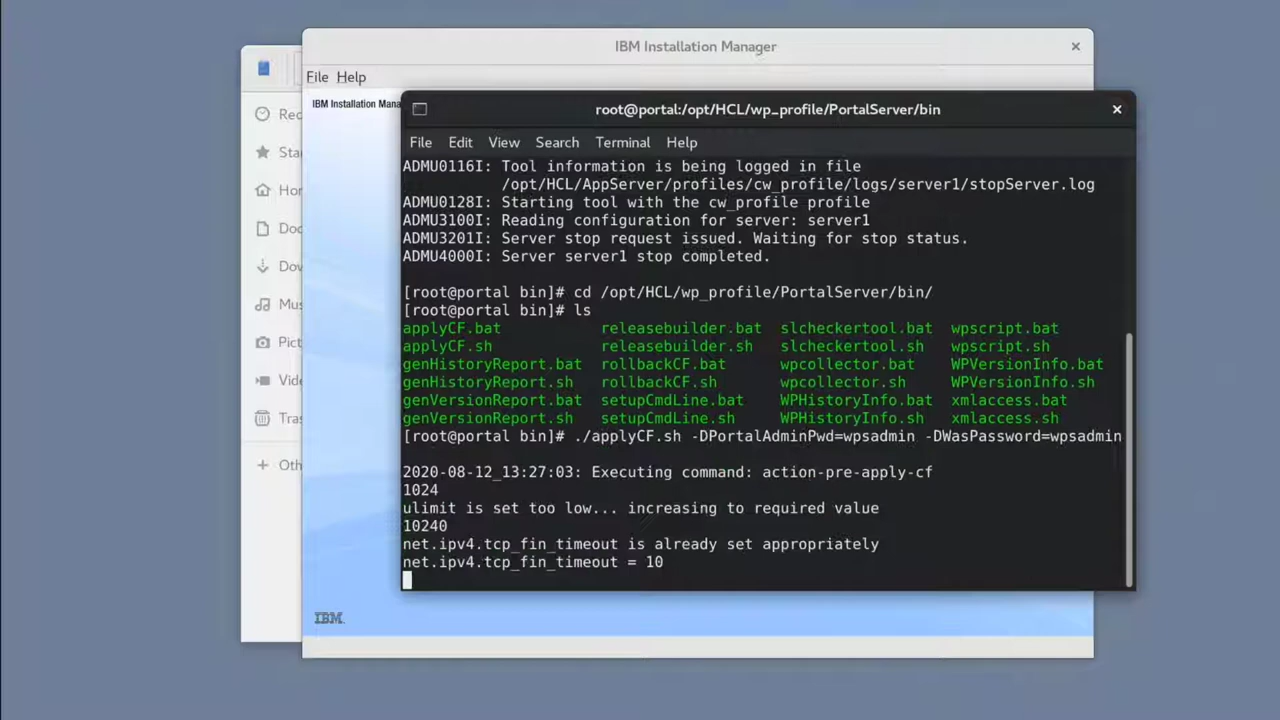 IBM Installation Manager
File Help
IBM Installation Mana
Rec
Sta
Hor
Doc
Dov
Mus
Pict
Vide
Tras
+ Oth
IBM
root@portal:/opt/HCL/wp_profile/PortalServer/bin
File Edit View Search Terminal Help
ADMU0116I: Tool information is being logged in file
/opt/HCL/AppServer/profiles/cw_profile/logs/server1/stopServer.log
ADMU0128I: Starting tool with the cw_profile profile
ADMU3100I: Reading configuration for server: server1
ADMU3201I: Server stop request issued. Waiting for stop status.
ADMU4000I: Server server1 stop completed.
[root@portal bin]# cd /opt/HCL/wp_profile/PortalServer/bin/
[root@portal bin]# ls
applyCF.bat releasebuilder.bat slcheckertool.bat wpscript.bat
applyCF.sh releasebuilder.sh slcheckertool.sh wpscript.sh
genHistoryReport.bat rollbackCF.bat wpcollector.bat WPVersionInfo.bat
genHistoryReport.sh rollbackCF.sh wpcollector.sh WPVersionInfo.sh
genVersionReport.bat setupCmdLine.bat WPHistoryInfo.bat xmlaccess.bat
genVersionReport.sh setupCmdLine.sh WPHistoryInfo.sh xmlaccess.sh
[root@portal bin]# ./applyCF.sh -DPortalAdminPwd=wpsadmin -DWasPassword=wpsadmin
2020-08-12_13:27:03: Executing command: action-pre-apply-cf
1024
ulimit is set too low... increasing to required value
10240
net.ipv4.tcp_fin_timeout is already set appropriately
net.ipv4.tcp_fin_timeout = 10